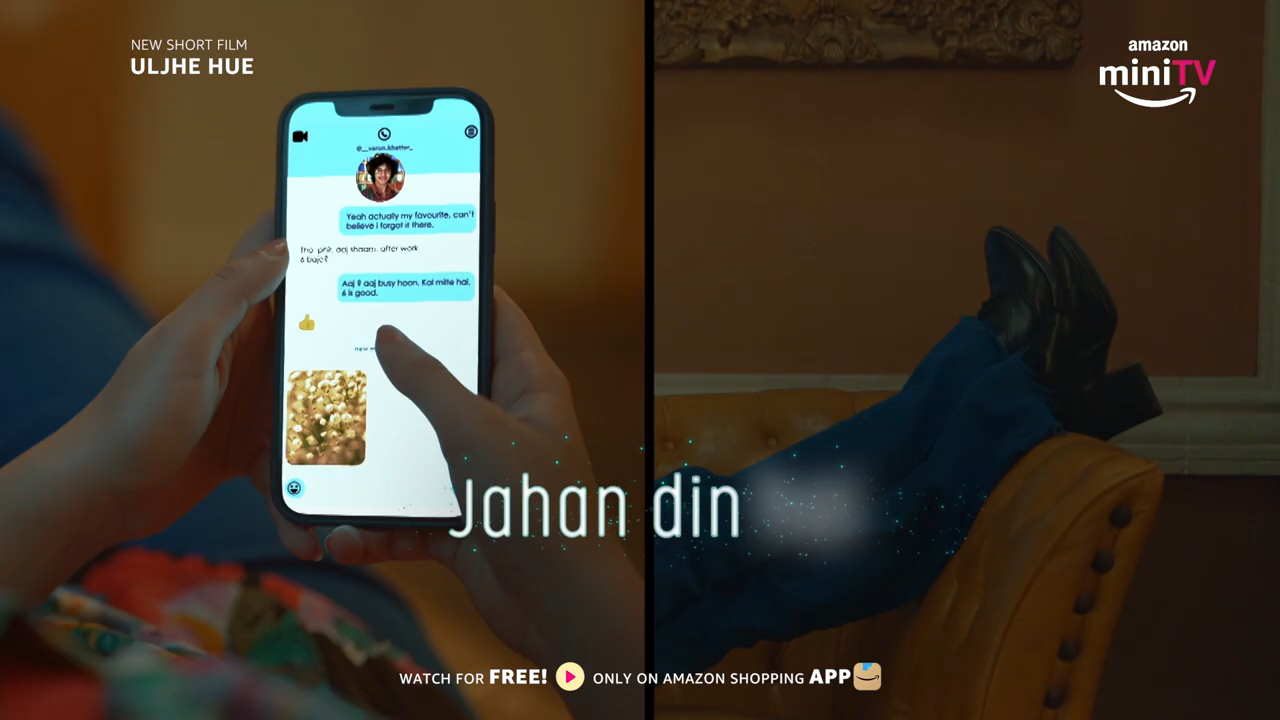 NEW SHORT FILM
ULJHE HUE
amazon
miniTV
@__varun.khatter_
Yeah actually my favourite, can't
believe I forgot it there.
phir, aaj shaam, after work
6 baje?
Aaj? aaj busy hoon. Kal milte hai,
6 is good.
new
Jahan din
WATCH FOR FREE! ONLY ON AMAZON SHOPPING APP